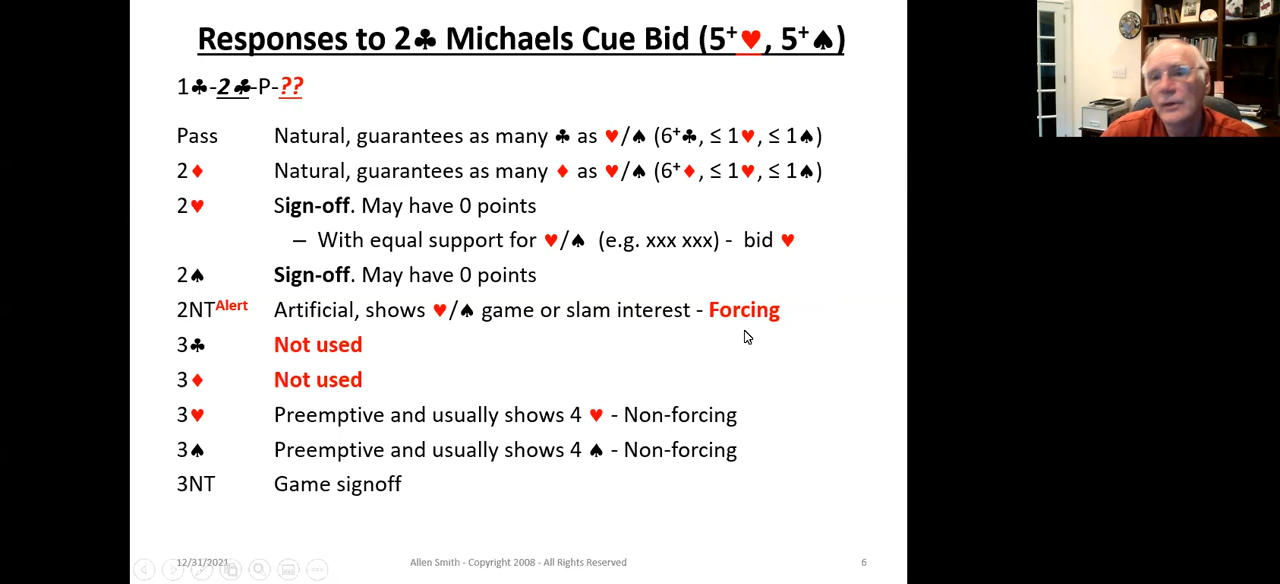 Responses to 2♣ Michaels Cue Bid (5⁺♥, 5⁺♠)
1♣-2♣-P-??
Pass Natural, guarantees as many ♣ as ♥/♠ (6⁺♣, ≤ 1♥, ≤ 1♠)
2♦ Natural, guarantees as many ♦ as ♥/♠ (6⁺♦, ≤ 1♥, ≤ 1♠)
2♥ Sign-off. May have 0 points
– With equal support for ♥/♠ (e.g. xxx xxx) - bid ♥
2♠ Sign-off. May have 0 points
2NT Alert Artificial, shows ♥/♠ game or slam interest - Forcing
3♣ Not used
3♦ Not used
3♥ Preemptive and usually shows 4 ♥ - Non-forcing
3♠ Preemptive and usually shows 4 ♠ - Non-forcing
3NT Game signoff
12/31/2021 Allen Smith - Copyright 2008 - All Rights Reserved 6